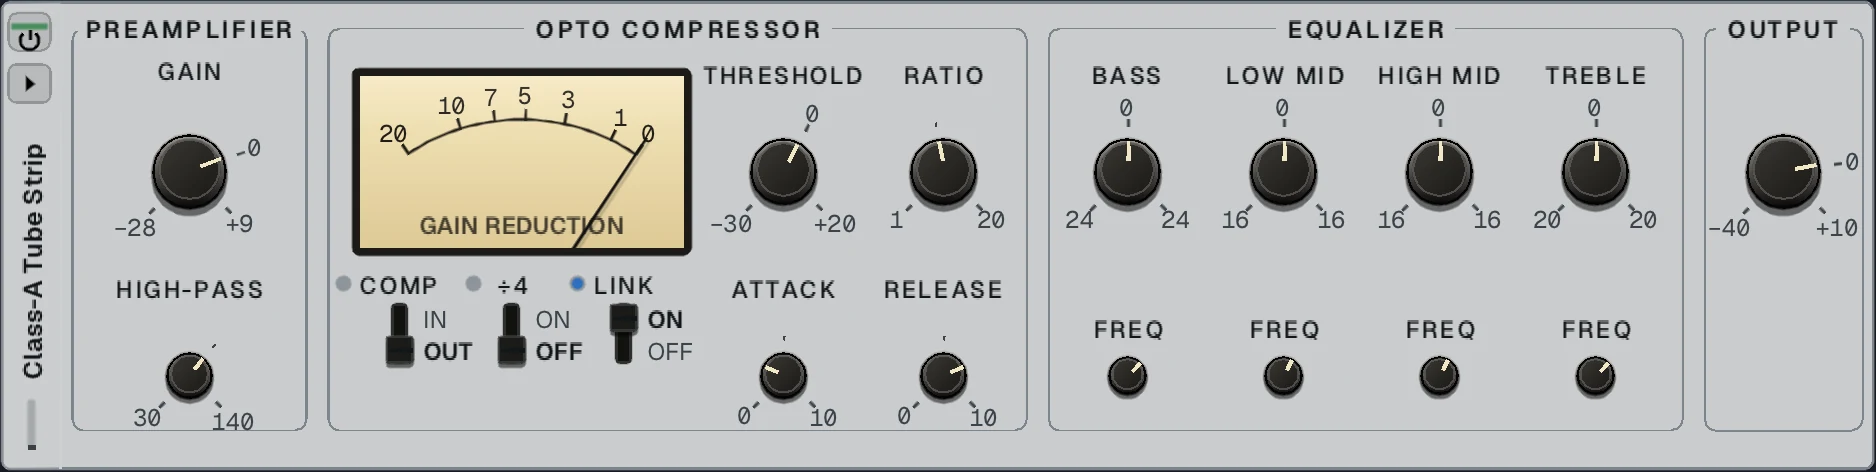 Class-A Tube Strip
PREAMPLIFIER
GAIN
-0
-28 +9
HIGH-PASS
30 140
OPTO COMPRESSOR
20 10 7 5 3 1 0
GAIN REDUCTION
COMP ÷4 LINK
IN ON ON
OUT OFF OFF
THRESHOLD RATIO
0
-30 +20 1 20
ATTACK RELEASE
0 10 0 10
EQUALIZER
BASS LOW MID HIGH MID TREBLE
0 0 0 0
24 24 16 16 16 16 20 20
FREQ FREQ FREQ FREQ
OUTPUT
-0
-40 +10